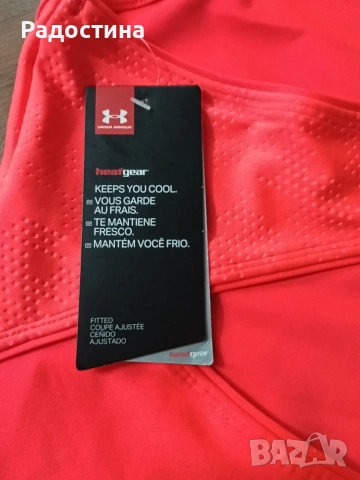 Радостина
UNDER ARMOUR
heatgear
KEEPS YOU COOL.
VOUS GARDE
AU FRAIS.
TE MANTIENE
FRESCO.
MANTÉM VOCÊ FRIO.
FITTED
COUPE AJUSTÉE
CEÑIDO
AJUSTADO
heatgear
BAZAR